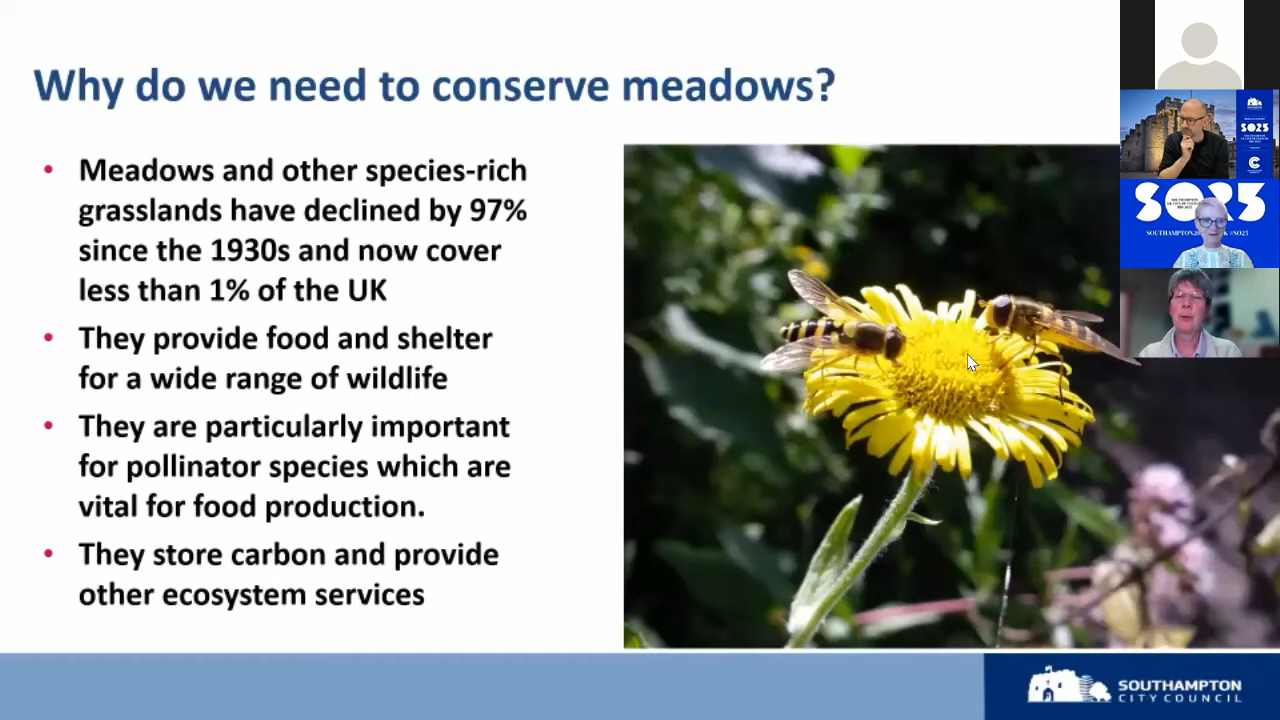 Why do we need to conserve meadows?
• Meadows and other species-rich
grasslands have declined by 97%
since the 1930s and now cover
less than 1% of the UK
• They provide food and shelter
for a wide range of wildlife
• They are particularly important
for pollinator species which are
vital for food production.
• They store carbon and provide
other ecosystem services
SO25
SO25
SOUTHAMPTON
CITY COUNCIL